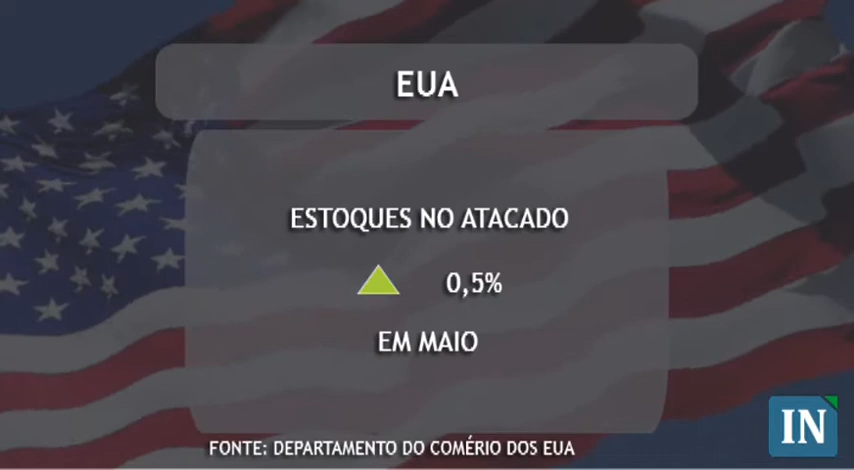 EUA
ESTOQUES NO ATACADO
0,5%
EM MAIO
FONTE: DEPARTAMENTO DO COMÉRIO DOS EUA
IN